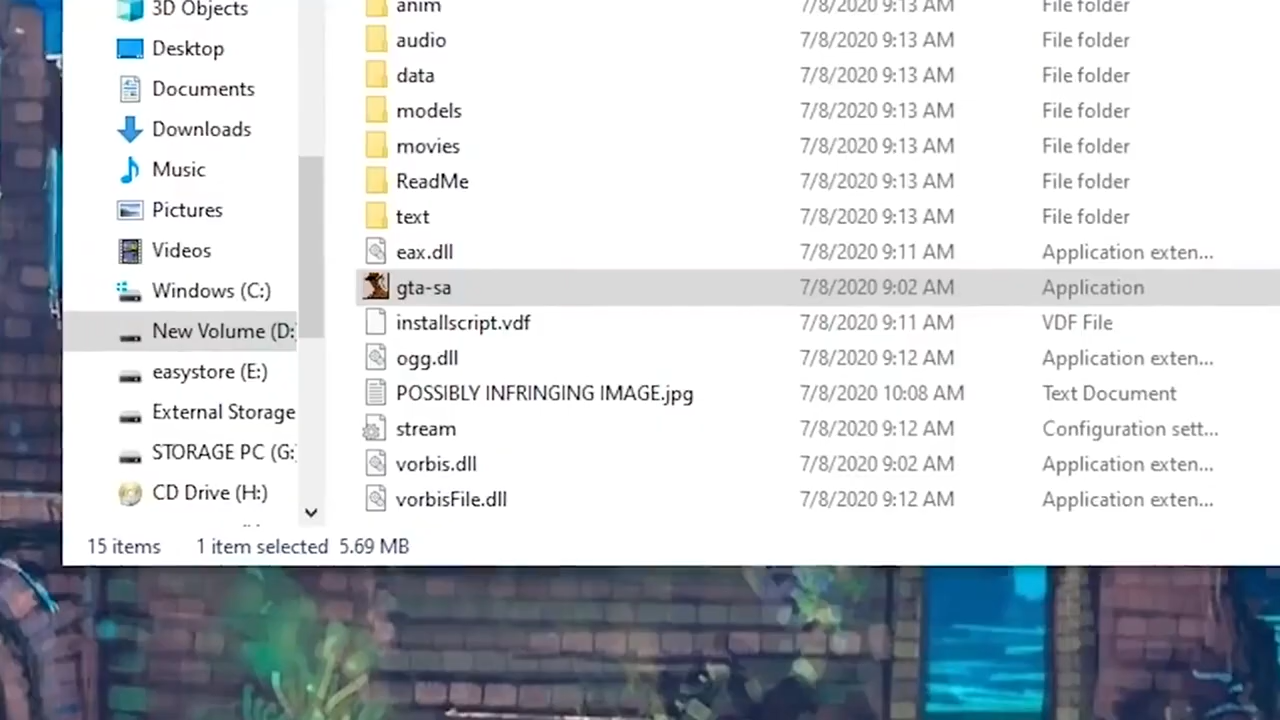 3D Objects
Desktop
Documents
Downloads
Music
Pictures
Videos
Windows (C:)
New Volume (D:
easystore (E:)
External Storage
STORAGE PC (G:
CD Drive (H:)
anim 7/8/2020 9:13 AM File folder
audio 7/8/2020 9:13 AM File folder
data 7/8/2020 9:13 AM File folder
models 7/8/2020 9:13 AM File folder
movies 7/8/2020 9:13 AM File folder
ReadMe 7/8/2020 9:13 AM File folder
text 7/8/2020 9:13 AM File folder
eax.dll 7/8/2020 9:11 AM Application exten...
gta-sa 7/8/2020 9:02 AM Application
installscript.vdf 7/8/2020 9:11 AM VDF File
ogg.dll 7/8/2020 9:12 AM Application exten...
POSSIBLY INFRINGING IMAGE.jpg 7/8/2020 10:08 AM Text Document
stream 7/8/2020 9:12 AM Configuration sett...
vorbis.dll 7/8/2020 9:02 AM Application exten...
vorbisFile.dll 7/8/2020 9:12 AM Application exten...
15 items 1 item selected 5.69 MB